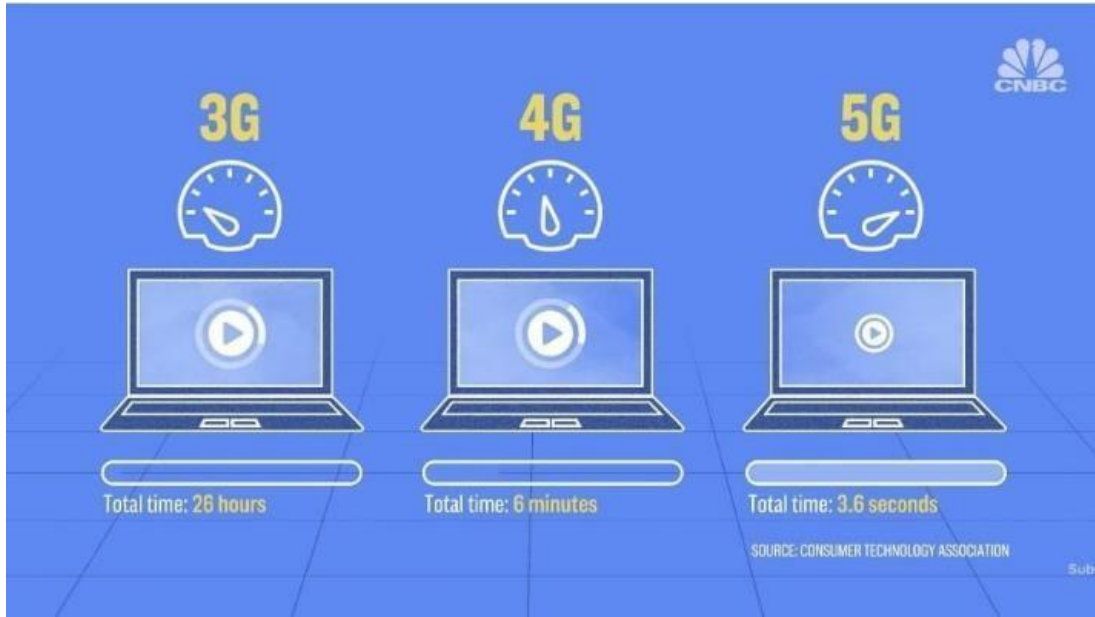 CNBC
3G
4G
5G
Total time: 26 hours
Total time: 6 minutes
Total time: 3.6 seconds
SOURCE: CONSUMER TECHNOLOGY ASSOCIATION
Sub